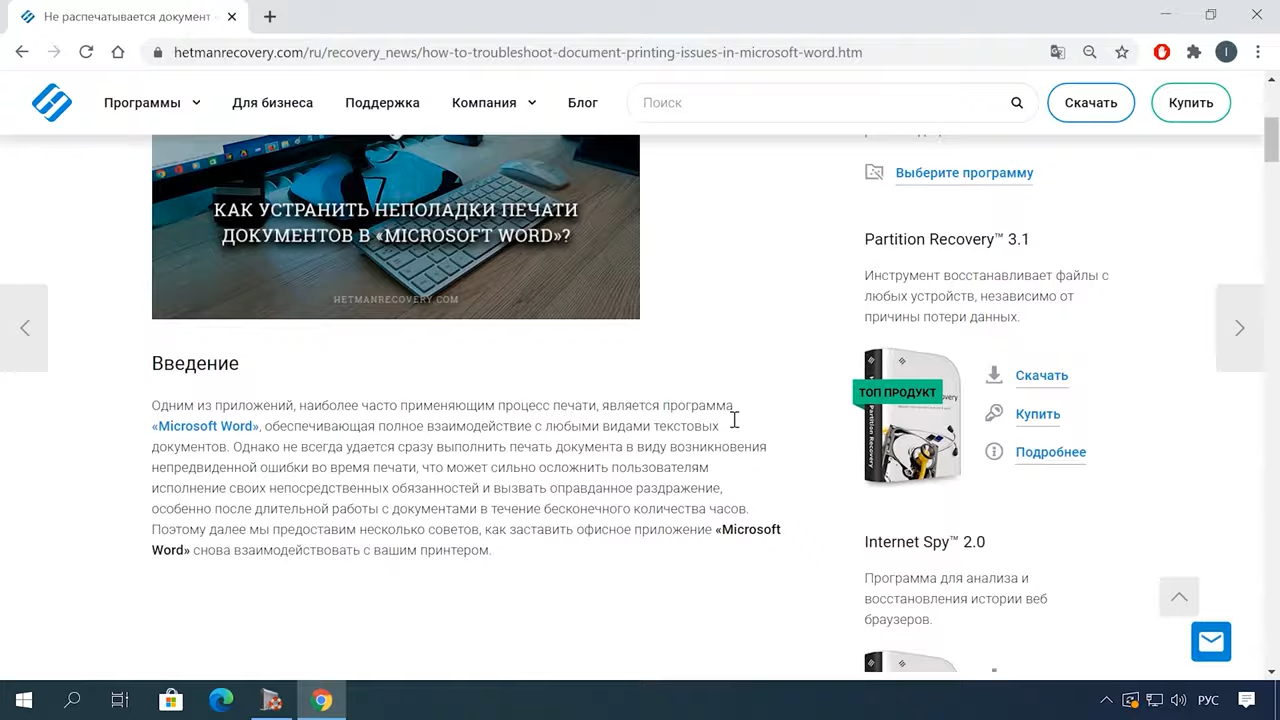 Не распечатывается документ
hetmanrecovery.com/ru/recovery_news/how-to-troubleshoot-document-printing-issues-in-microsoft-word.htm
Программы Для бизнеса Поддержка Компания Блог Поиск Скачать Купить
КАК УСТРАНИТЬ НЕПОЛАДКИ ПЕЧАТИ
ДОКУМЕНТОВ В «MICROSOFT WORD»?
HETMANRECOVERY.COM
Введение
Одним из приложений, наиболее часто применяющим процесс печати, является программа
«Microsoft Word», обеспечивающая полное взаимодействие с любыми видами текстовых
документов. Однако не всегда удается сразу выполнить печать документа в виду возникновения
непредвиденной ошибки во время печати, что может сильно осложнить пользователям
исполнение своих непосредственных обязанностей и вызвать оправданное раздражение,
особенно после длительной работы с документами в течение бесконечного количества часов.
Поэтому далее мы предоставим несколько советов, как заставить офисное приложение «Microsoft
Word» снова взаимодействовать с вашим принтером.
Выберите программу
Partition Recovery™ 3.1
Инструмент восстанавливает файлы с
любых устройств, независимо от
причины потери данных.
ТОП ПРОДУКТ
Partition Recovery
Скачать
Купить
Подробнее
Internet Spy™ 2.0
Программа для анализа и
восстановления истории веб
браузеров.
РУС